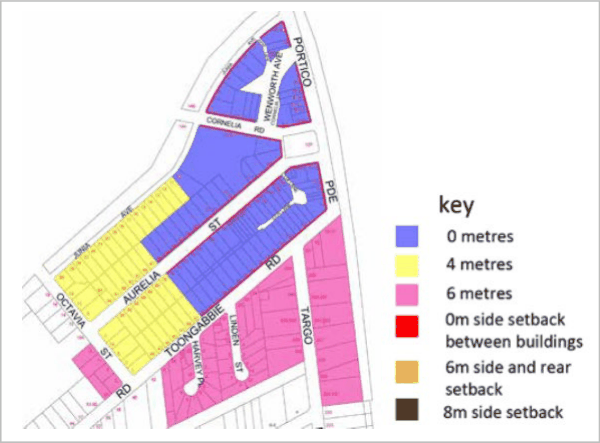 PORTICO
WENWORTH AVE
CORNELIA RD
PDE
JUNIA AVE
ST
AURELIA
RD
TOONGABBIE
OCTAVIA
ST
RD
LINDEN
ST
HARVEY PL
TARGO
key
0 metres
4 metres
6 metres
0m side setback
between buildings
6m side and rear
setback
8m side setback